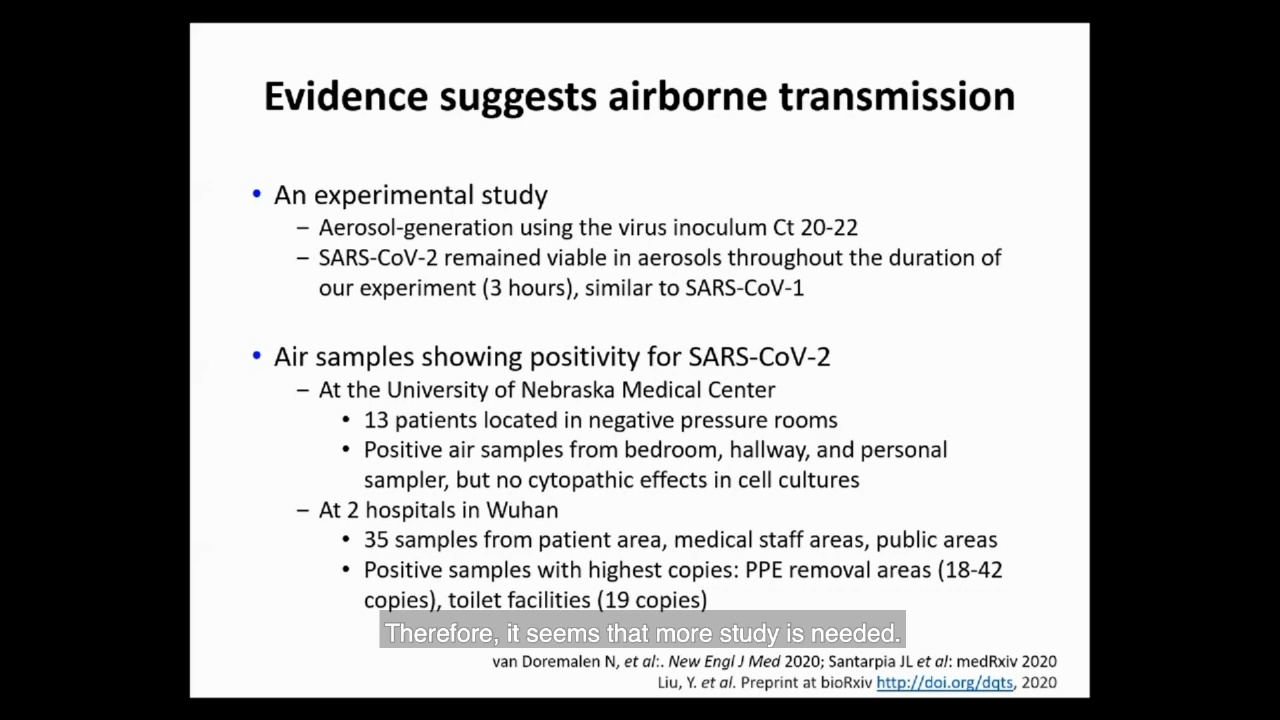 Evidence suggests airborne transmission
• An experimental study
– Aerosol-generation using the virus inoculum Ct 20-22
– SARS-CoV-2 remained viable in aerosols throughout the duration of
our experiment (3 hours), similar to SARS-CoV-1
• Air samples showing positivity for SARS-CoV-2
– At the University of Nebraska Medical Center
• 13 patients located in negative pressure rooms
• Positive air samples from bedroom, hallway, and personal
sampler, but no cytopathic effects in cell cultures
– At 2 hospitals in Wuhan
• 35 samples from patient area, medical staff areas, public areas
• Positive samples with highest copies: PPE removal areas (18-42
copies), toilet facilities (19 copies)
Therefore, it seems that more study is needed.
van Doremalen N, et al:. New Engl J Med 2020; Santarpia JL et al: medRxiv 2020
Liu, Y. et al. Preprint at bioRxiv http://doi.org/dqts, 2020